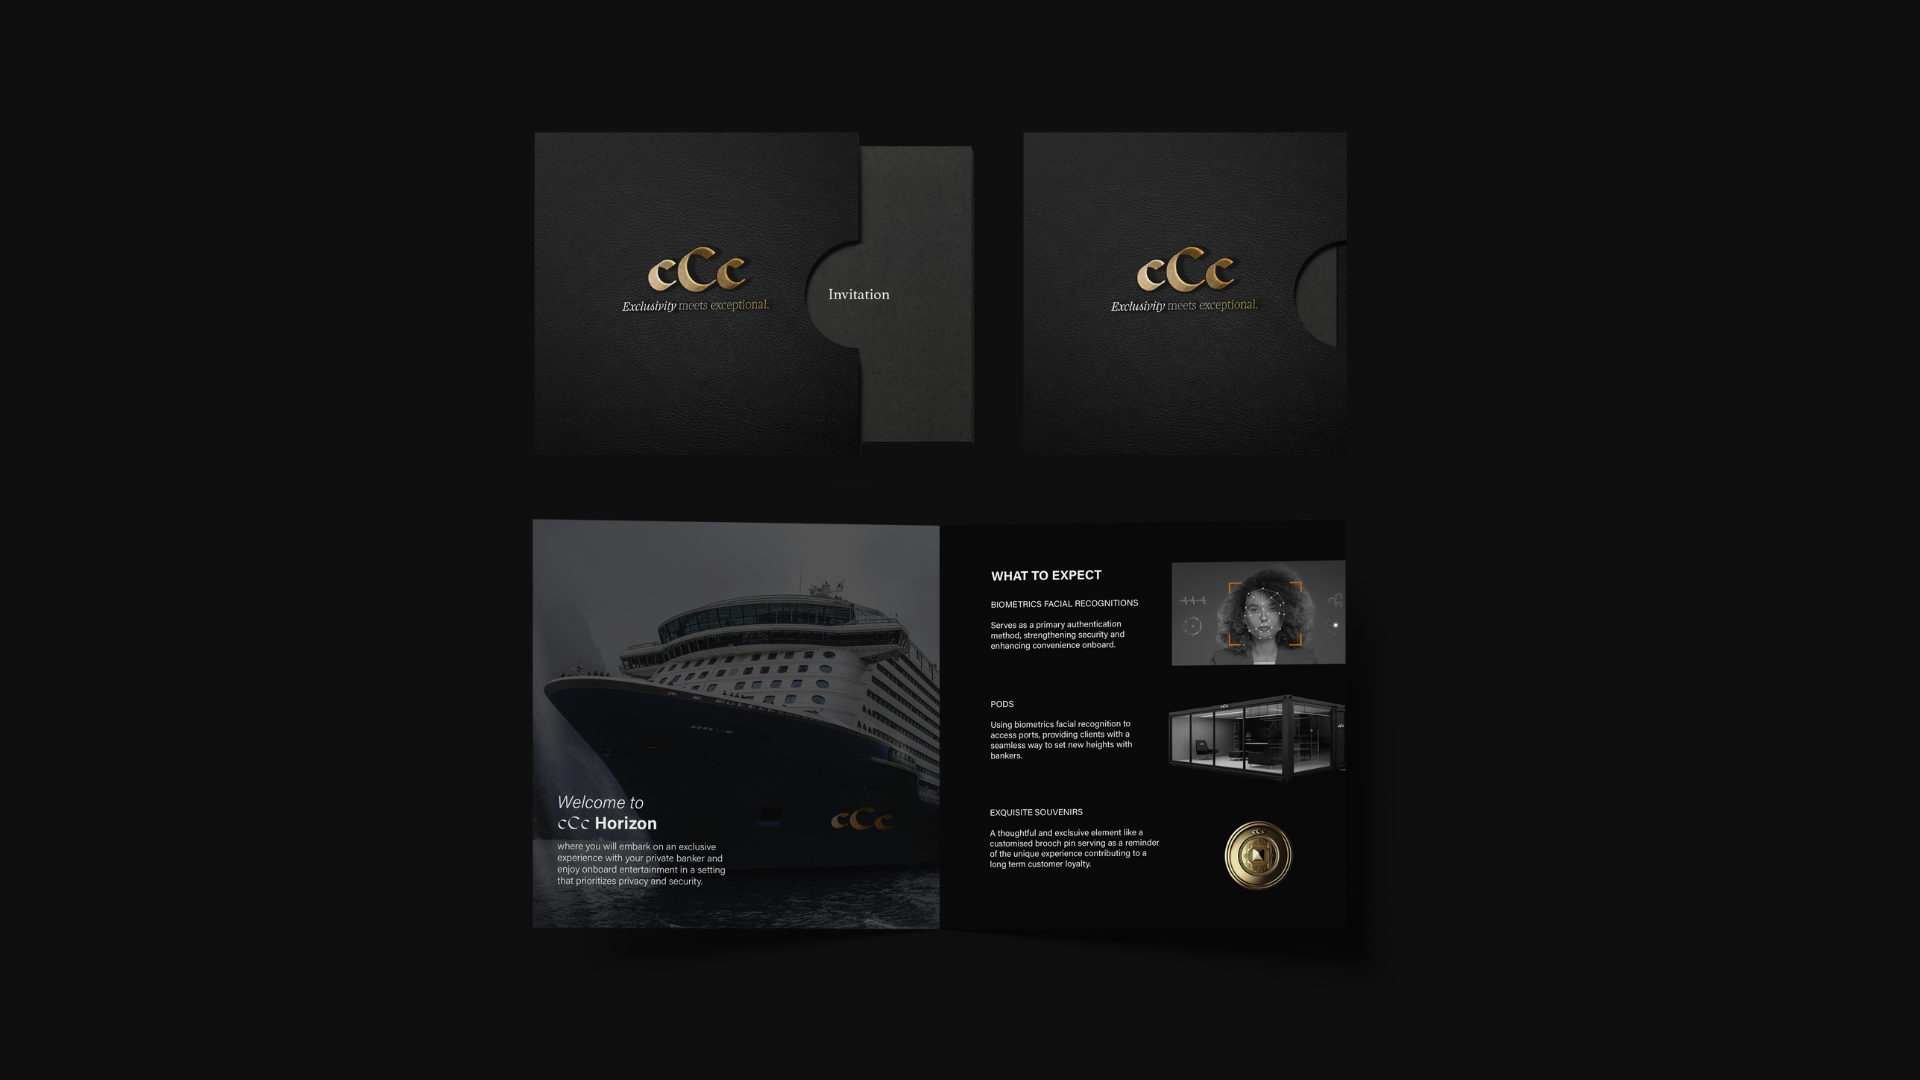 cCc
Exclusivity meets exceptional.
Invitation
cCc
Exclusivity meets exceptional.
Welcome to
cCc Horizon
where you will embark on an exclusive
experience with your private banker and
enjoy onboard entertainment in a setting
that prioritizes privacy and security.
cCc
WHAT TO EXPECT
BIOMETRICS FACIAL RECOGNITIONS
Serves as a primary authentication
method, strengthening security and
enhancing convenience onboard.
PODS
Using biometrics facial recognition to
access ports, providing clients with a
seamless way to set new heights with
bankers.
cCc
EXQUISITE SOUVENIRS
A thoughtful and exclsuive element like a
customised brooch pin serving as a reminder
of the unique experience contributing to a
long term customer loyalty.
cCc